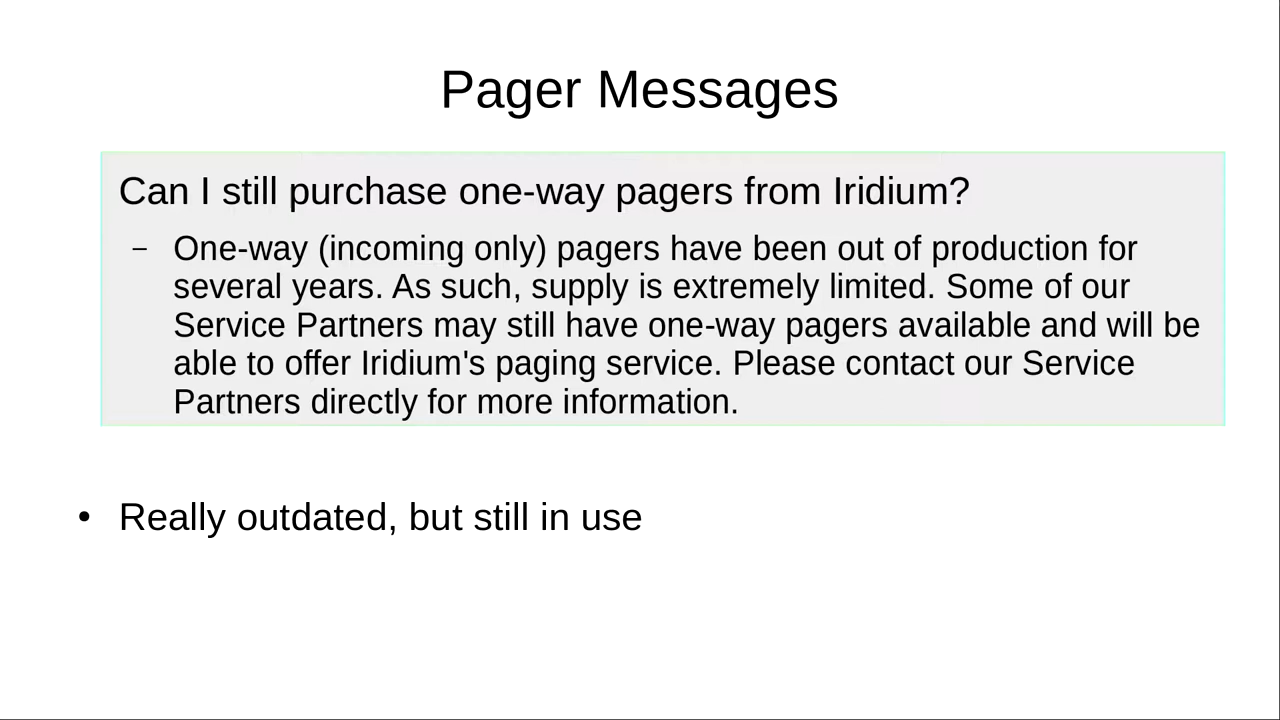 Pager Messages
Can I still purchase one-way pagers from Iridium?
– One-way (incoming only) pagers have been out of production for
several years. As such, supply is extremely limited. Some of our
Service Partners may still have one-way pagers available and will be
able to offer Iridium's paging service. Please contact our Service
Partners directly for more information.
• Really outdated, but still in use